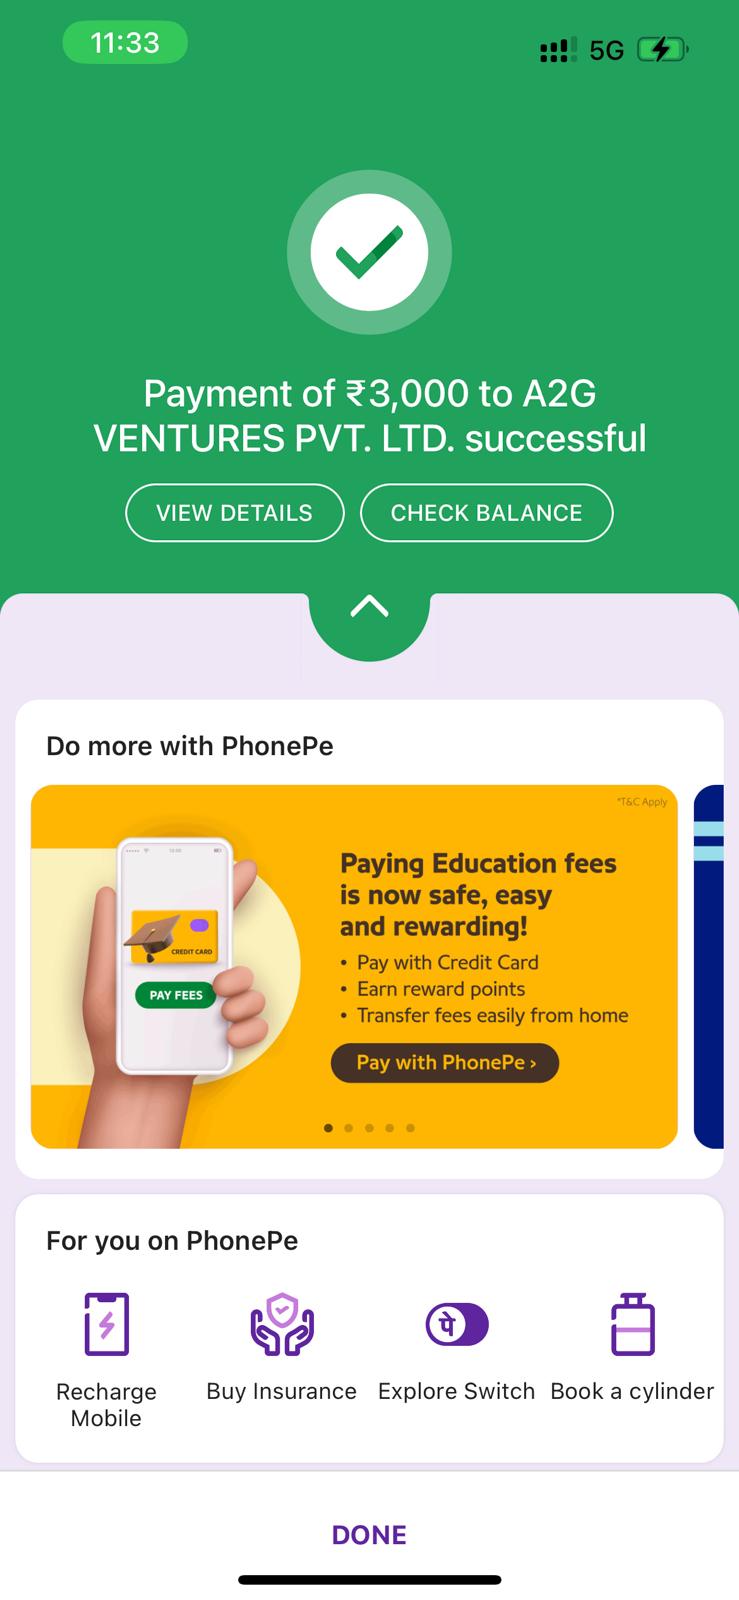 11:33
5G
Payment of ₹3,000 to A2G
VENTURES PVT. LTD. successful
VIEW DETAILS
CHECK BALANCE
Do more with PhonePe
*T&C Apply
10:00
CREDIT CARD
PAY FEES
Paying Education fees
is now safe, easy
and rewarding!
• Pay with Credit Card
• Earn reward points
• Transfer fees easily from home
Pay with PhonePe ›
For you on PhonePe
पे
Recharge
Mobile
Buy Insurance
Explore Switch
Book a cylinder
DONE